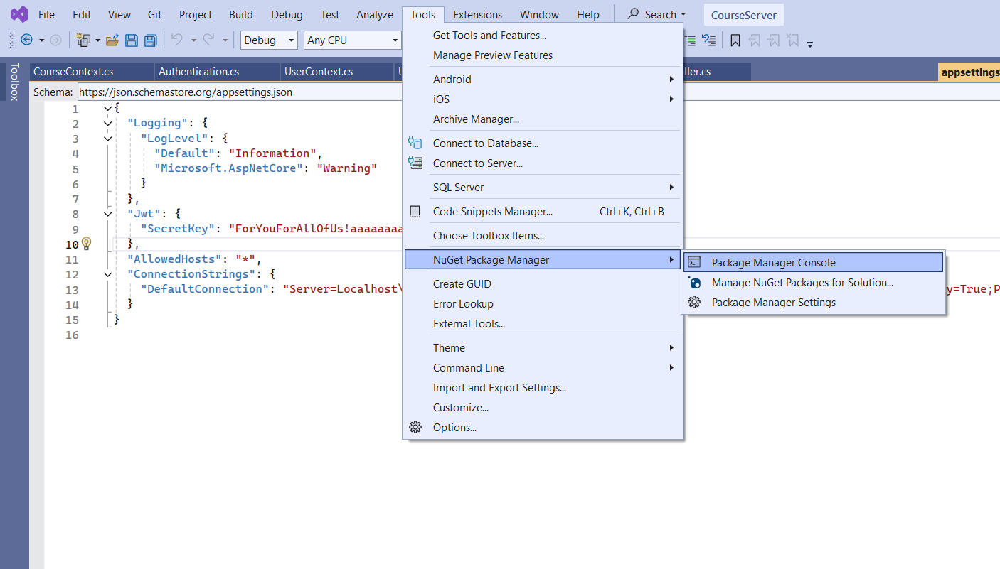 File Edit View Git Project Build Debug Test Analyze Tools Extensions Window Help Search CourseServer
Debug Any CPU
Toolbox
CourseContext.cs Authentication.cs UserContext.cs ller.cs appsettings
Schema: https://json.schemastore.org/appsettings.json
1 {
2 "Logging": {
3 "LogLevel": {
4 "Default": "Information",
5 "Microsoft.AspNetCore": "Warning"
6 }
7 },
8 "Jwt": {
9 "SecretKey": "ForYouForAllOfUs!aaaaaaaa
10 },
11 "AllowedHosts": "*",
12 "ConnectionStrings": {
13 "DefaultConnection": "Server=Localhost\ y=True;P
14 }
15 }
16
Get Tools and Features...
Manage Preview Features
Android
iOS
Archive Manager...
Connect to Database...
Connect to Server...
SQL Server
Code Snippets Manager... Ctrl+K, Ctrl+B
Choose Toolbox Items...
NuGet Package Manager
Create GUID
Error Lookup
External Tools...
Theme
Command Line
Import and Export Settings...
Customize...
Options...
Package Manager Console
Manage NuGet Packages for Solution...
Package Manager Settings